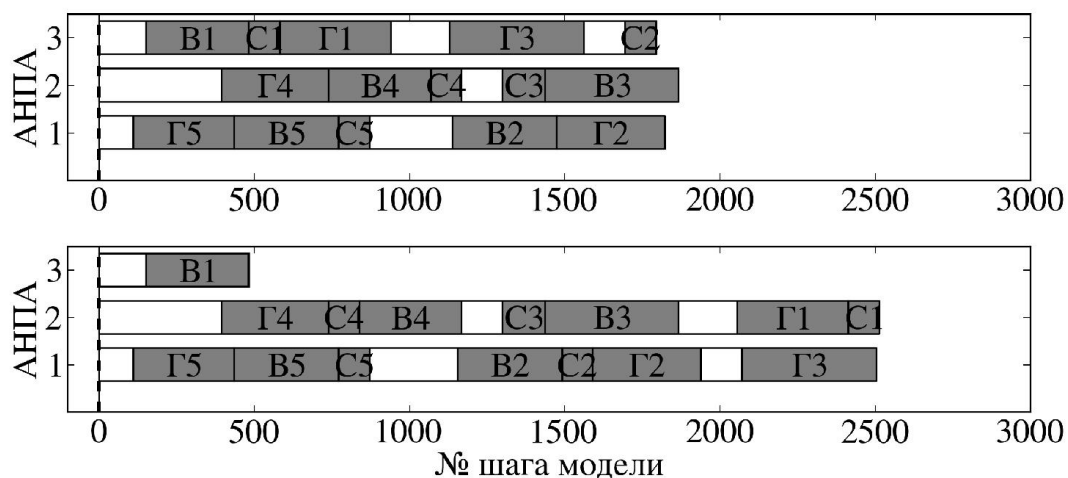 АНПА
3 В1 С1 Г1 Г3 С2
2 Г4 В4 С4 С3 В3
1 Г5 В5 С5 В2 Г2
0 500 1000 1500 2000 2500 3000
АНПА
3 В1
2 Г4 С4 В4 С3 В3 Г1 С1
1 Г5 В5 С5 В2 С2 Г2 Г3
0 500 1000 1500 2000 2500 3000
№ шага модели